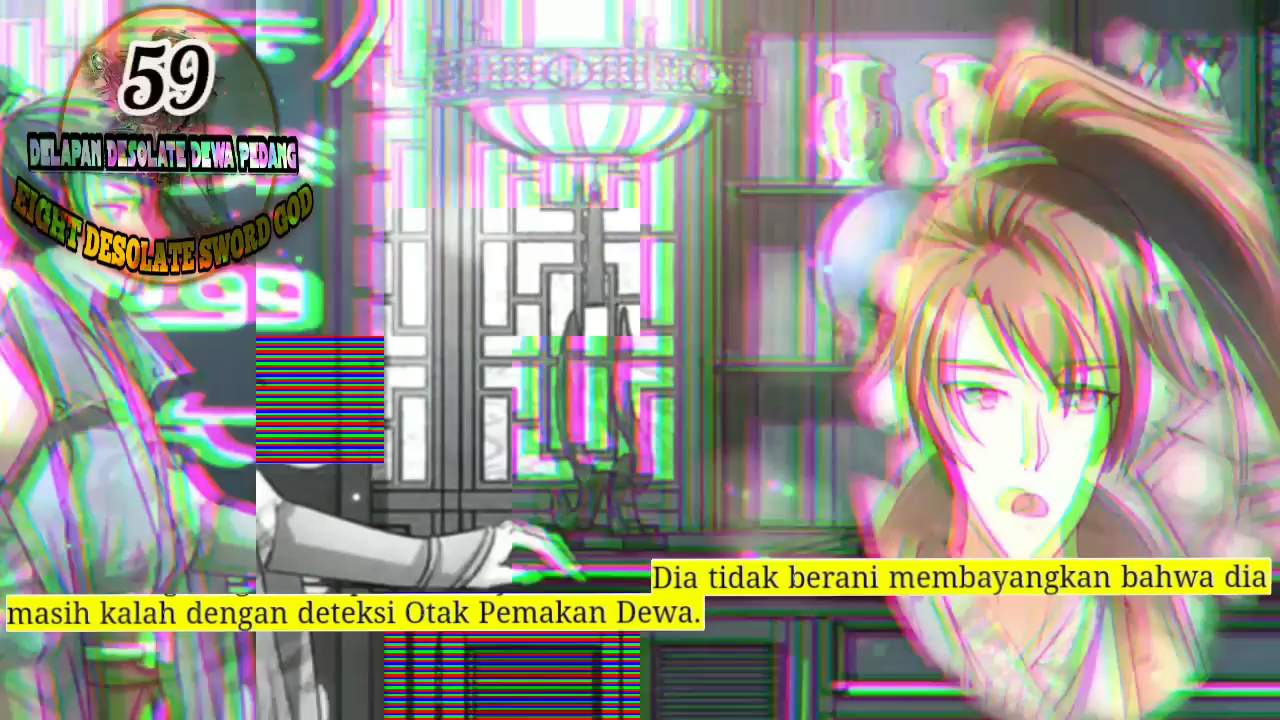 59
DELAPAN DESOLATE DEWA PEDANG
EIGHT DESOLATE SWORD GOD
Dia tidak berani membayangkan bahwa dia
masih kalah dengan deteksi Otak Pemakan Dewa.